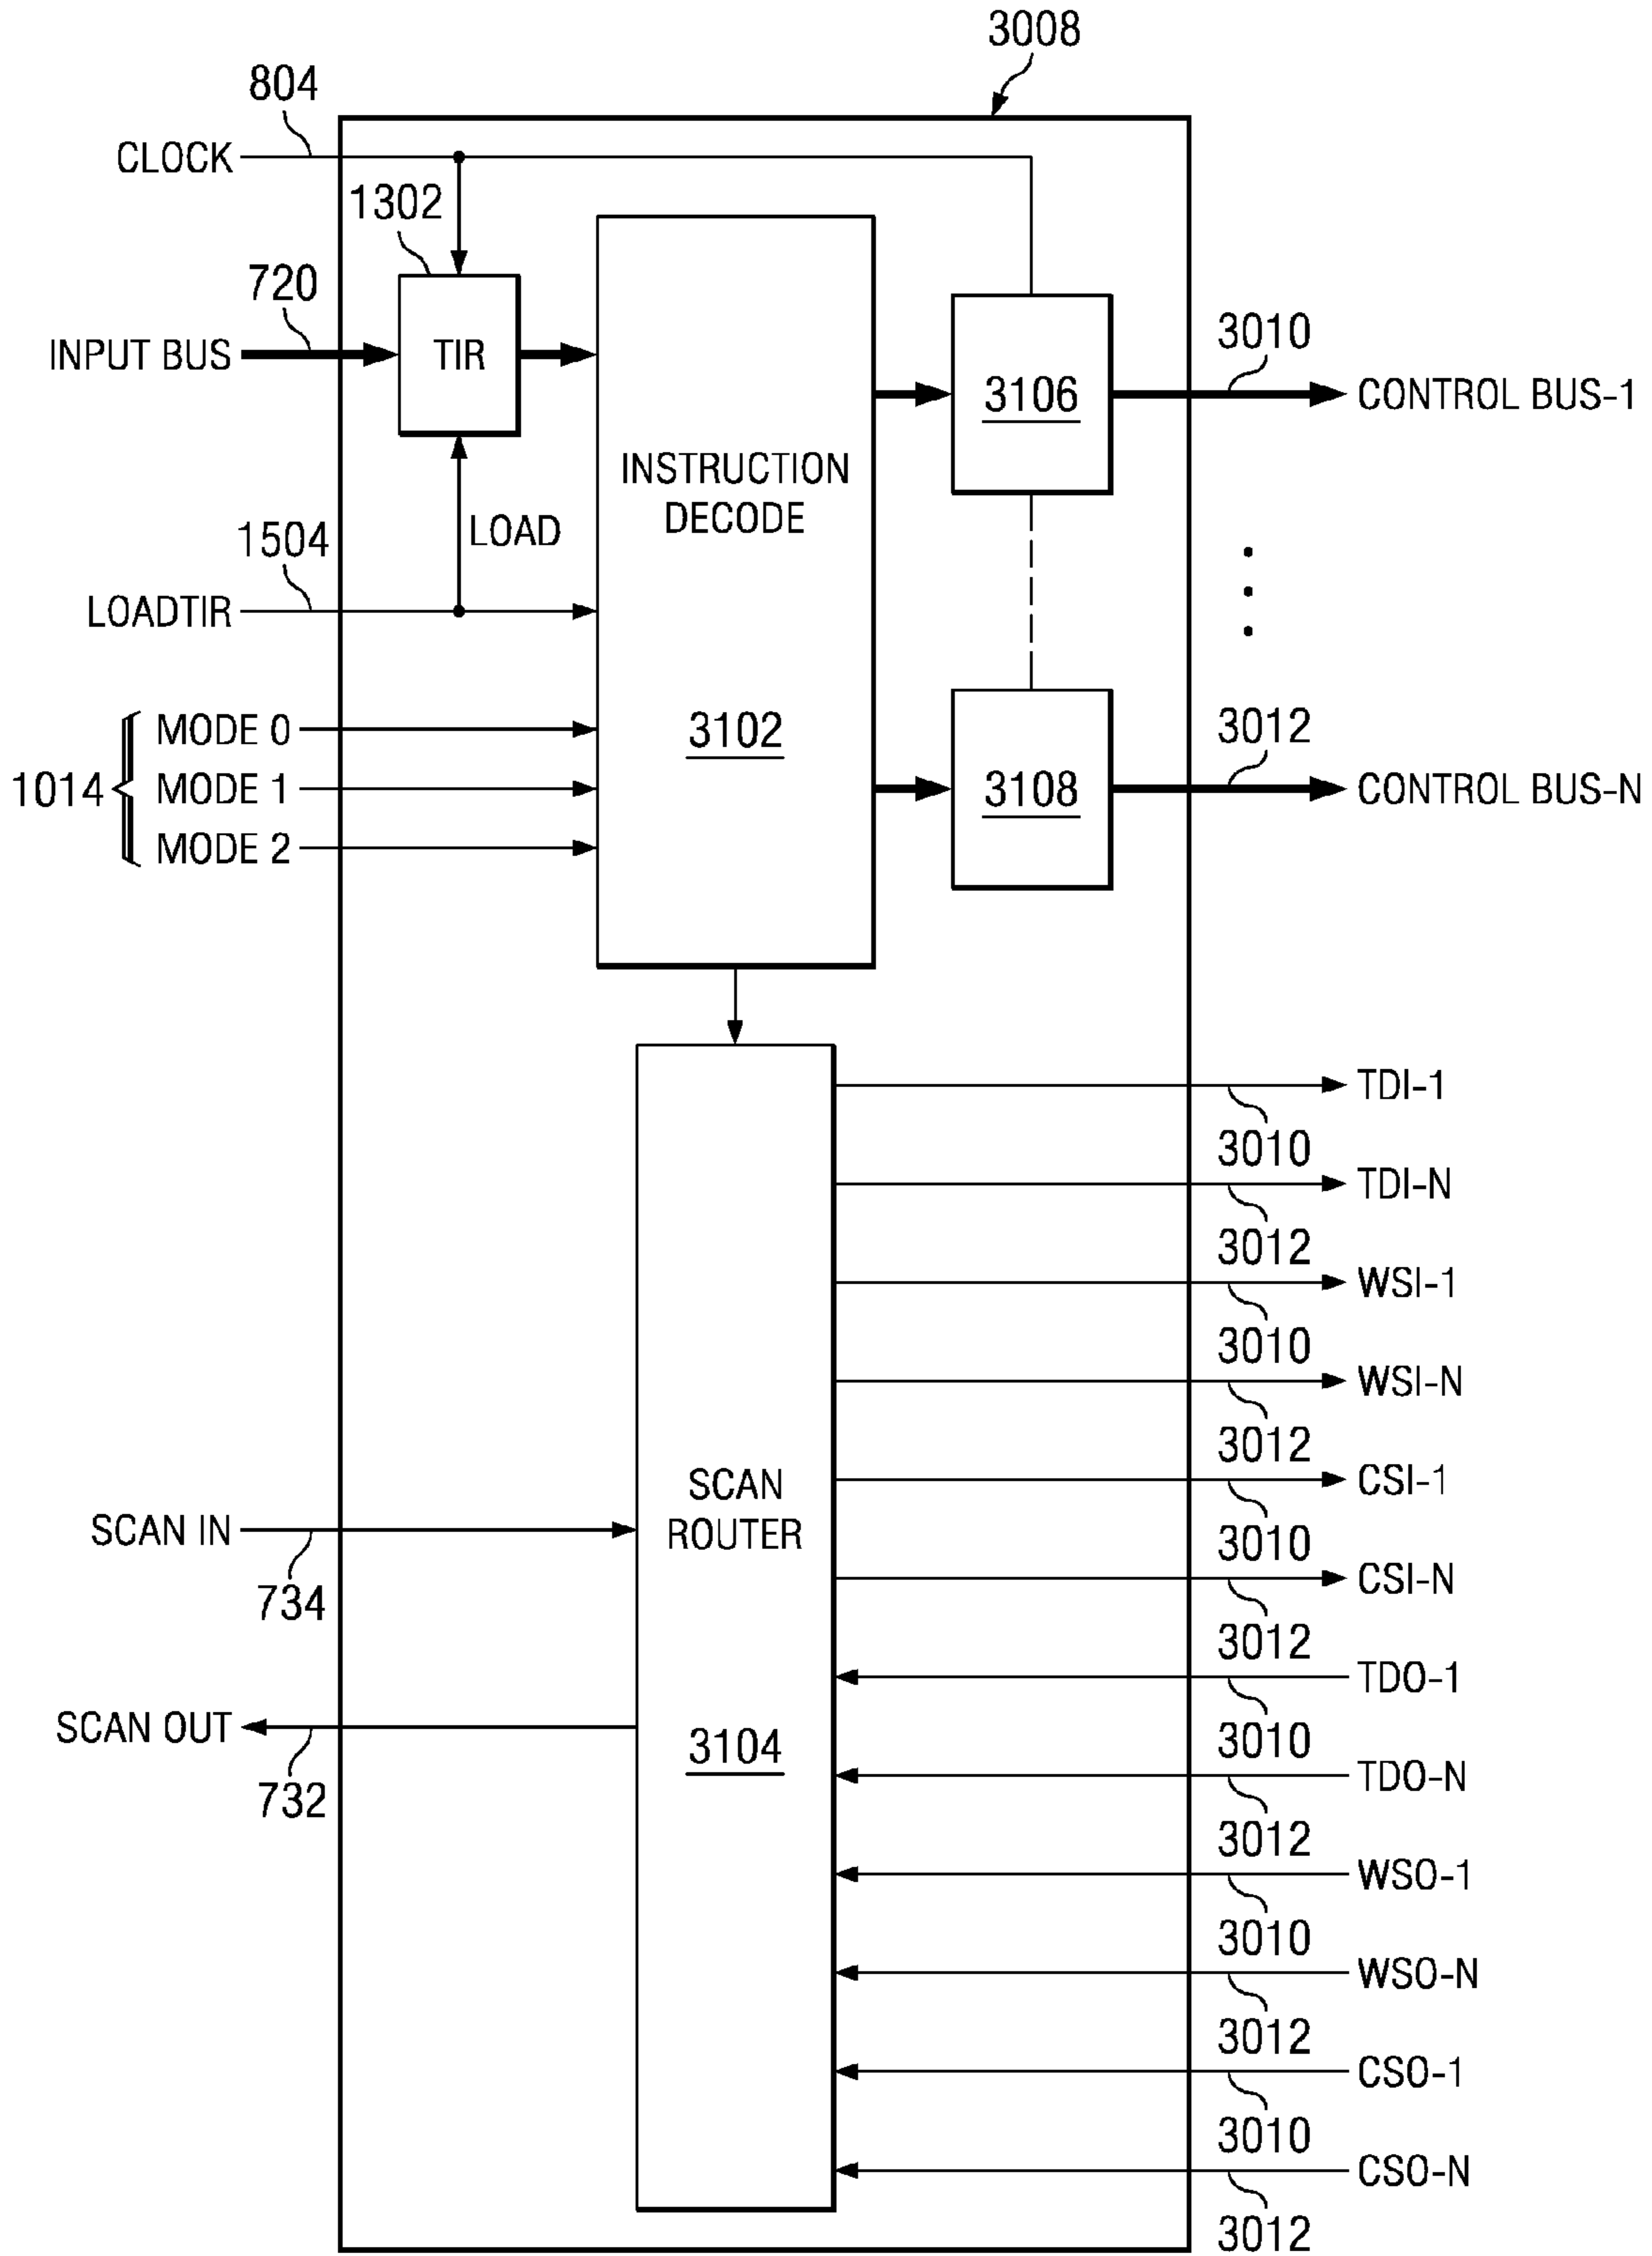 3008
804
CLOCK
1302
720
INPUT BUS
TIR
3010
3106
CONTROL BUS-1
INSTRUCTION
DECODE
1504
LOAD
LOADTIR
3012
1014
MODE 0
MODE 1
MODE 2
3102
3108
CONTROL BUS-N
TDI-1
3010
TDI-N
3012
WSI-1
3010
WSI-N
3012
CSI-1
3010
CSI-N
3012
SCAN
ROUTER
SCAN IN
734
TDO-1
3010
SCAN OUT
732
3104
TDO-N
3012
WSO-1
3010
WSO-N
3012
CSO-1
3010
CSO-N
3012